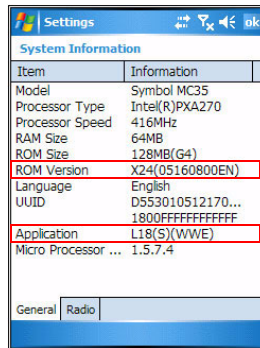 Settings ok
System Information
Item Information
Model Symbol MC35
Processor Type Intel(R)PXA270
Processor Speed 416MHz
RAM Size 64MB
ROM Size 128MB(G4)
ROM Version X24(05160800EN)
Language English
UUID D553010512170...
1800FFFFFFFFFFFF
Application L18(S)(WWE)
Micro Processor ... 1.5.7.4
General Radio